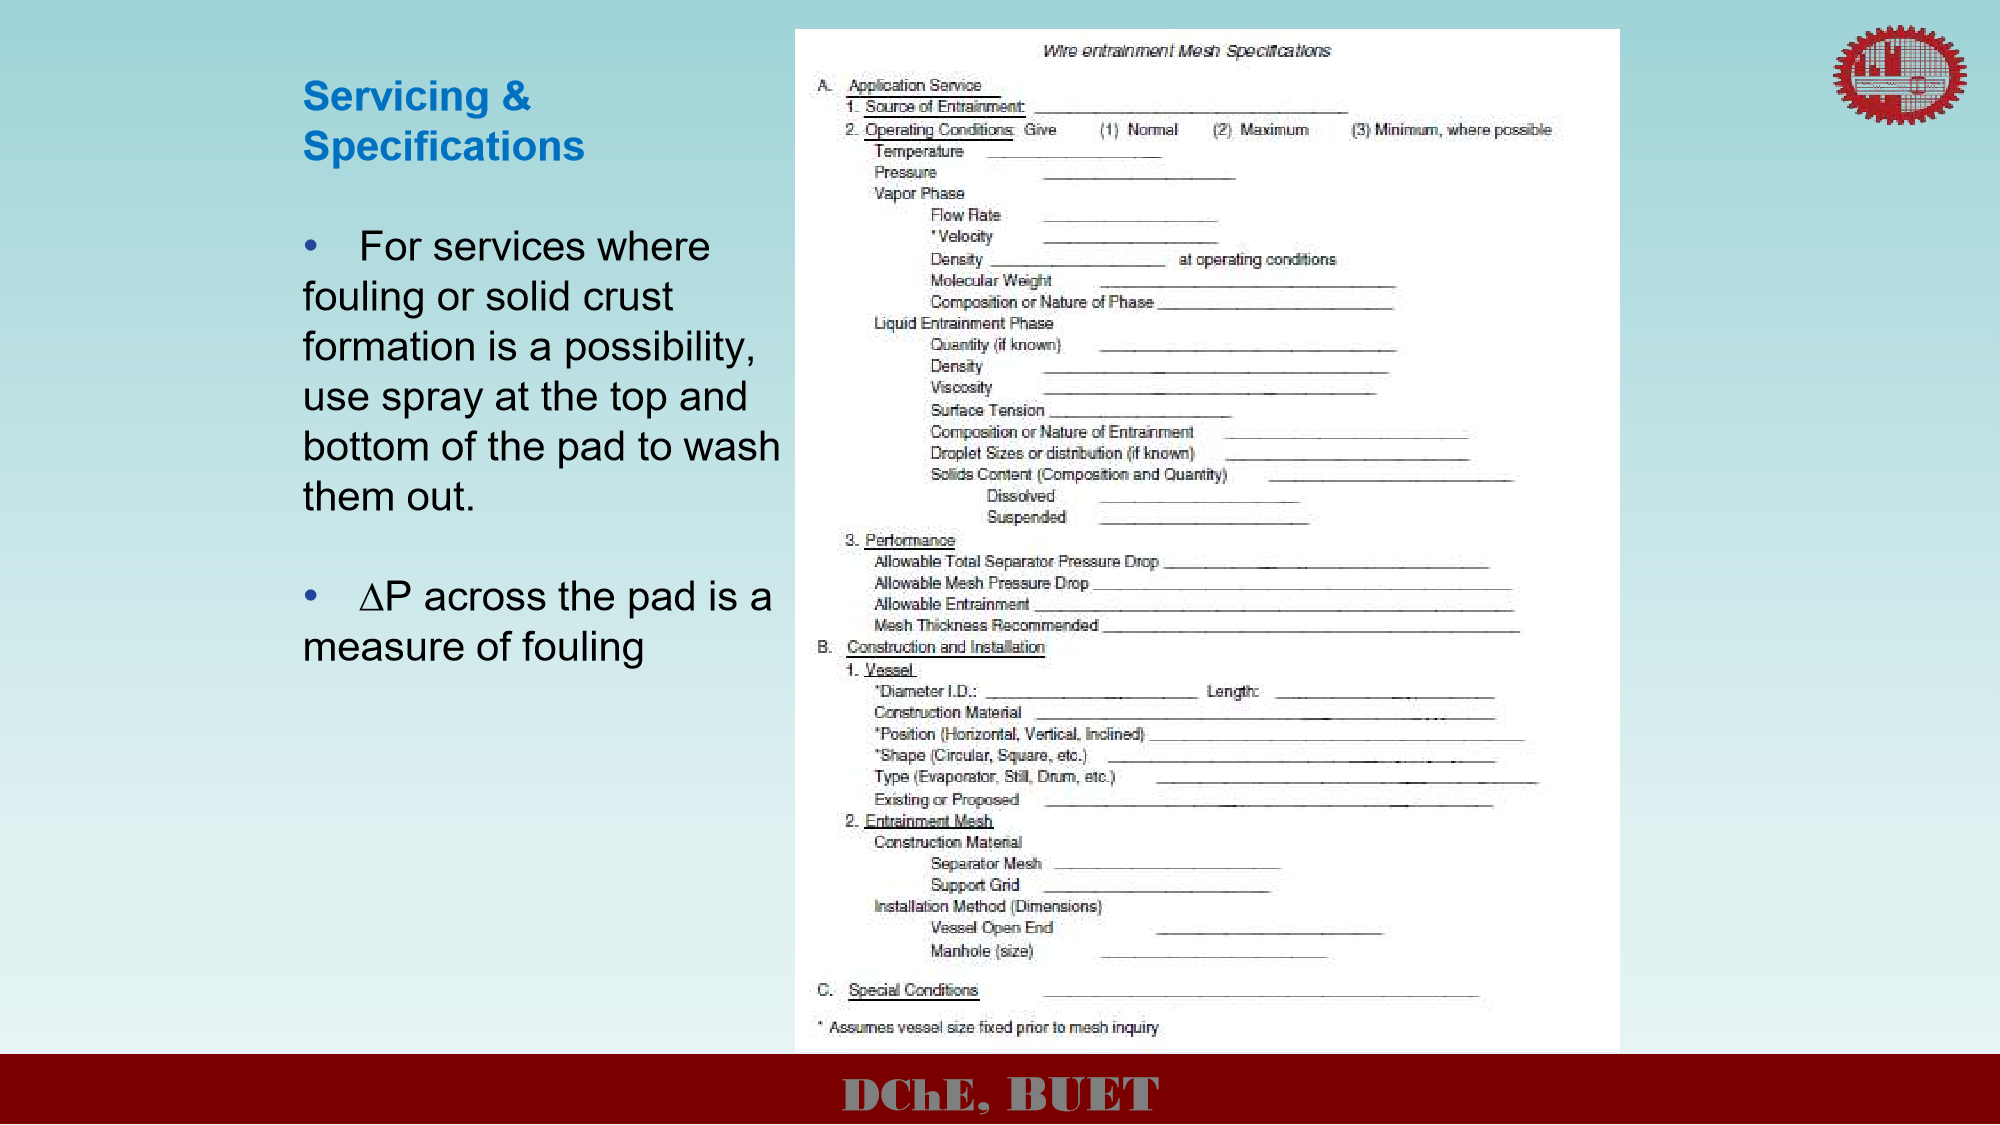 Servicing &
Specifications
• For services where
fouling or solid crust
formation is a possibility,
use spray at the top and
bottom of the pad to wash
them out.
• ΔP across the pad is a
measure of fouling
Wire entrainment Mesh Specifications
A. Application Service
1. Source of Entrainment:
2. Operating Conditions: Give (1) Normal (2) Maximum (3) Minimum, where possible
Temperature
Pressure
Vapor Phase
Flow Rate
*Velocity
Density at operating conditions
Molecular Weight
Composition or Nature of Phase
Liquid Entrainment Phase
Quantity (if known)
Density
Viscosity
Surface Tension
Composition or Nature of Entrainment
Droplet Sizes or distribution (if known)
Solids Content (Composition and Quantity)
Dissolved
Suspended
3. Performance
Allowable Total Separator Pressure Drop
Allowable Mesh Pressure Drop
Allowable Entrainment
Mesh Thickness Recommended
B. Construction and Installation
1. Vessel
*Diameter I.D.: Length:
Construction Material
*Position (Horizontal, Vertical, Inclined)
*Shape (Circular, Square, etc.)
Type (Evaporator, Still, Drum, etc.)
Existing or Proposed
2. Entrainment Mesh
Construction Material
Separator Mesh
Support Grid
Installation Method (Dimensions)
Vessel Open End
Manhole (size)
C. Special Conditions
* Assumes vessel size fixed prior to mesh inquiry
DChE, BUET